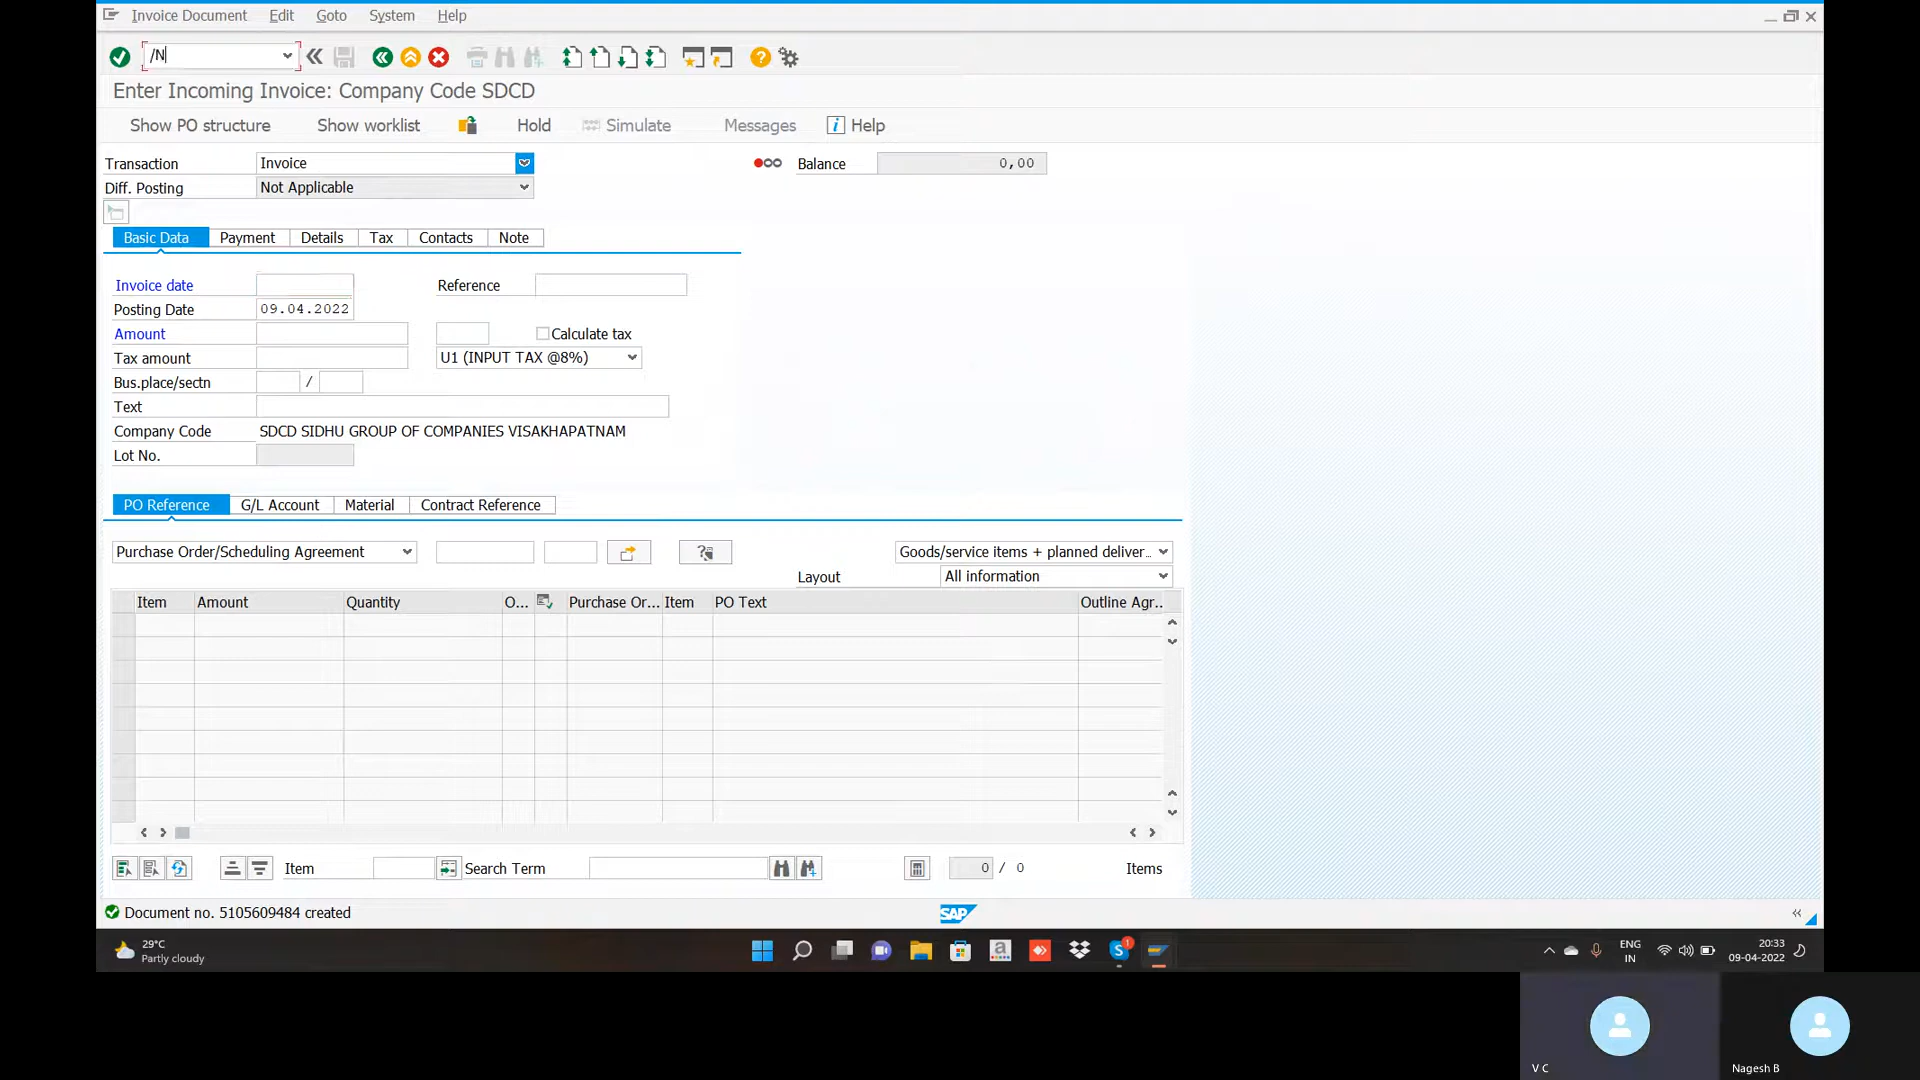 Invoice Document Edit Goto System Help
/N
Enter Incoming Invoice: Company Code SDCD
Show PO structure Show worklist Hold Simulate Messages i Help
Transaction Invoice Balance 0,00
Diff. Posting Not Applicable
Basic Data Payment Details Tax Contacts Note
Invoice date Reference
Posting Date 09.04.2022
Amount Calculate tax
Tax amount U1 (INPUT TAX @8%)
Bus.place/sectn /
Text
Company Code SDCD SIDHU GROUP OF COMPANIES VISAKHAPATNAM
Lot No.
PO Reference G/L Account Material Contract Reference
Purchase Order/Scheduling Agreement Goods/service items + planned deliver...
Layout All information
Item Amount Quantity O... Purchase Or... Item PO Text Outline Agr..
Item Search Term 0 / 0 Items
Document no. 5105609484 created SAP
29°C
Partly cloudy
ENG
IN
20:33
09-04-2022
V C Nagesh B